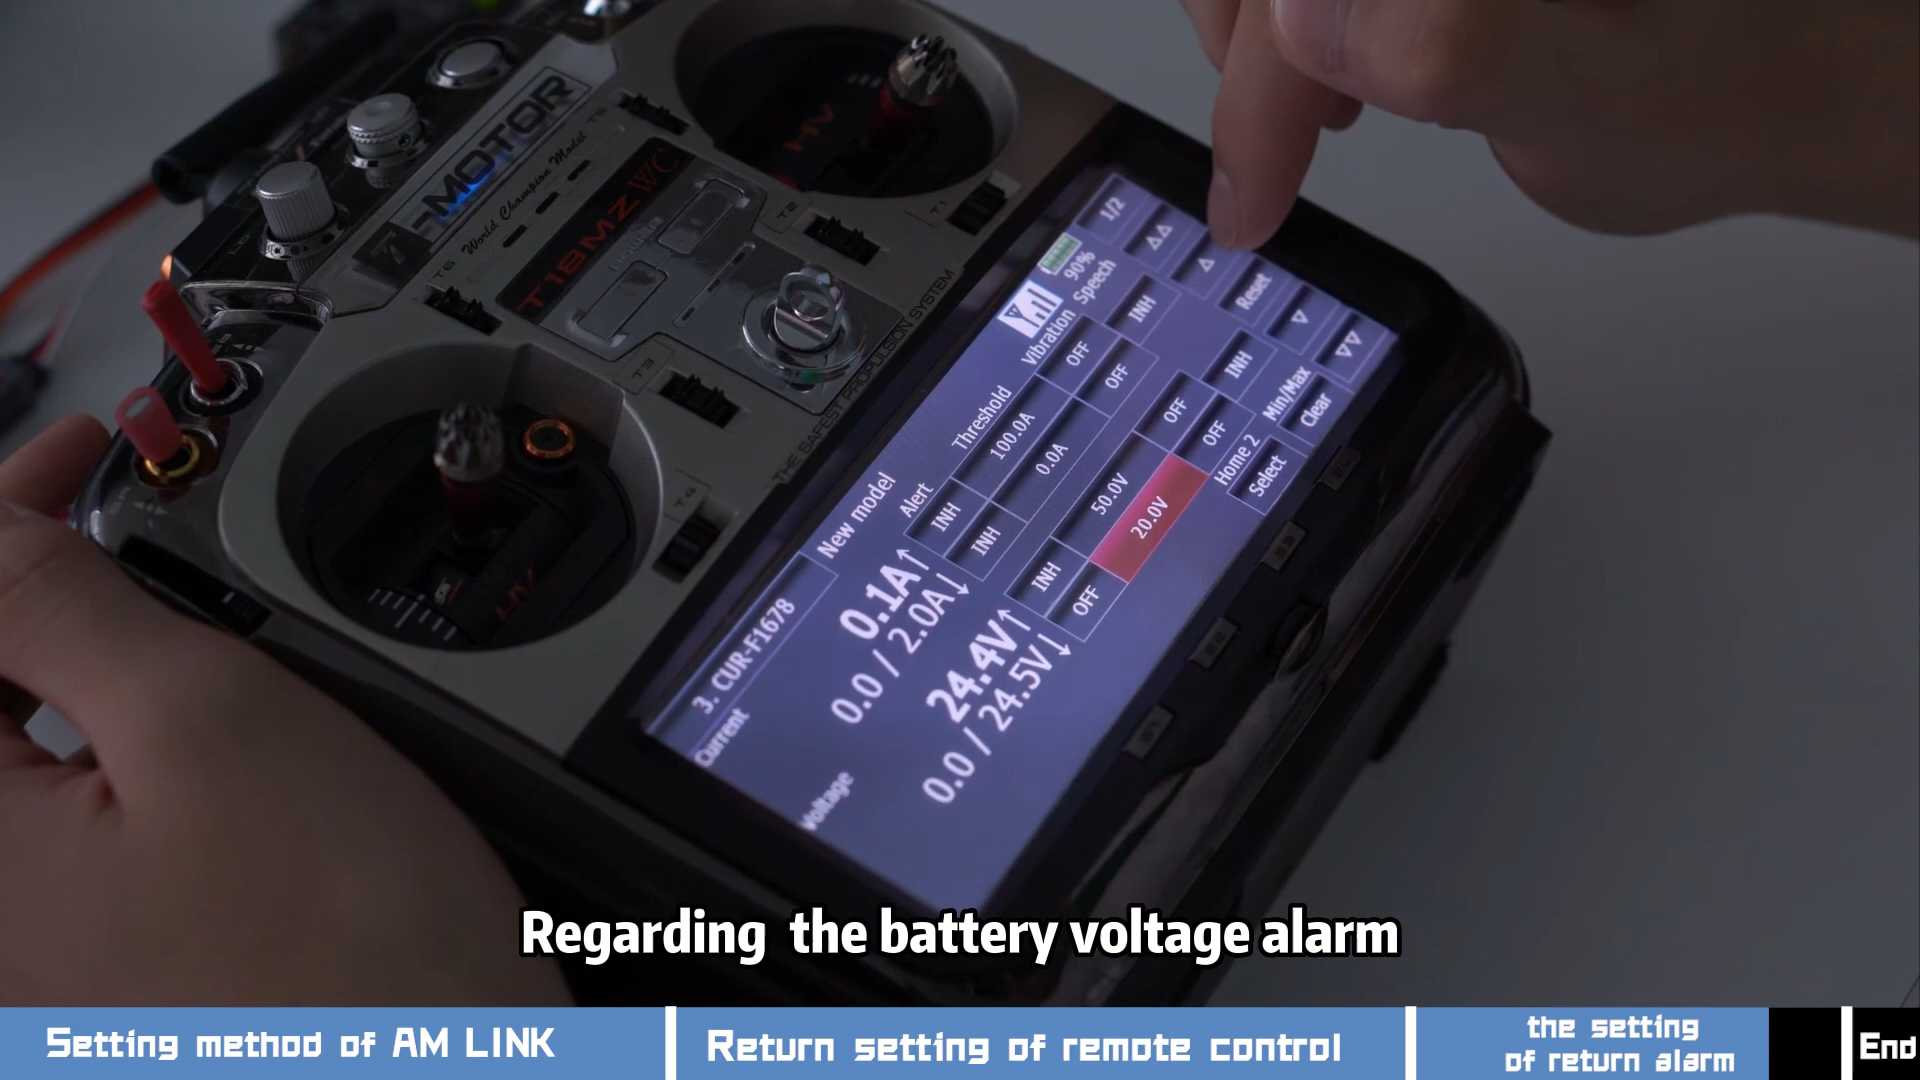 -MOTOR
World Champion Model
T18MZ WC
POWER
THE SAFEST PROPULSION SYSTEM
HV
T5
T6
T2
T1
T3
T4
3. CUR-F1678
New model
90%
1/2
Current
0.1A↑
0.0 / 2.0A↓
Alert
INH
INH
Threshold
100.0A
0.0A
Vibration
OFF
OFF
Speech
INH
Voltage
24.4V↑
0.0 / 24.5V↓
INH
OFF
50.0V
20.0V
OFF
OFF
INH
Reset
Home 2
Select
Min/Max
Clear
Regarding the battery voltage alarm
Setting method of AM LINK
Return setting of remote control
the setting
of return alarm
End